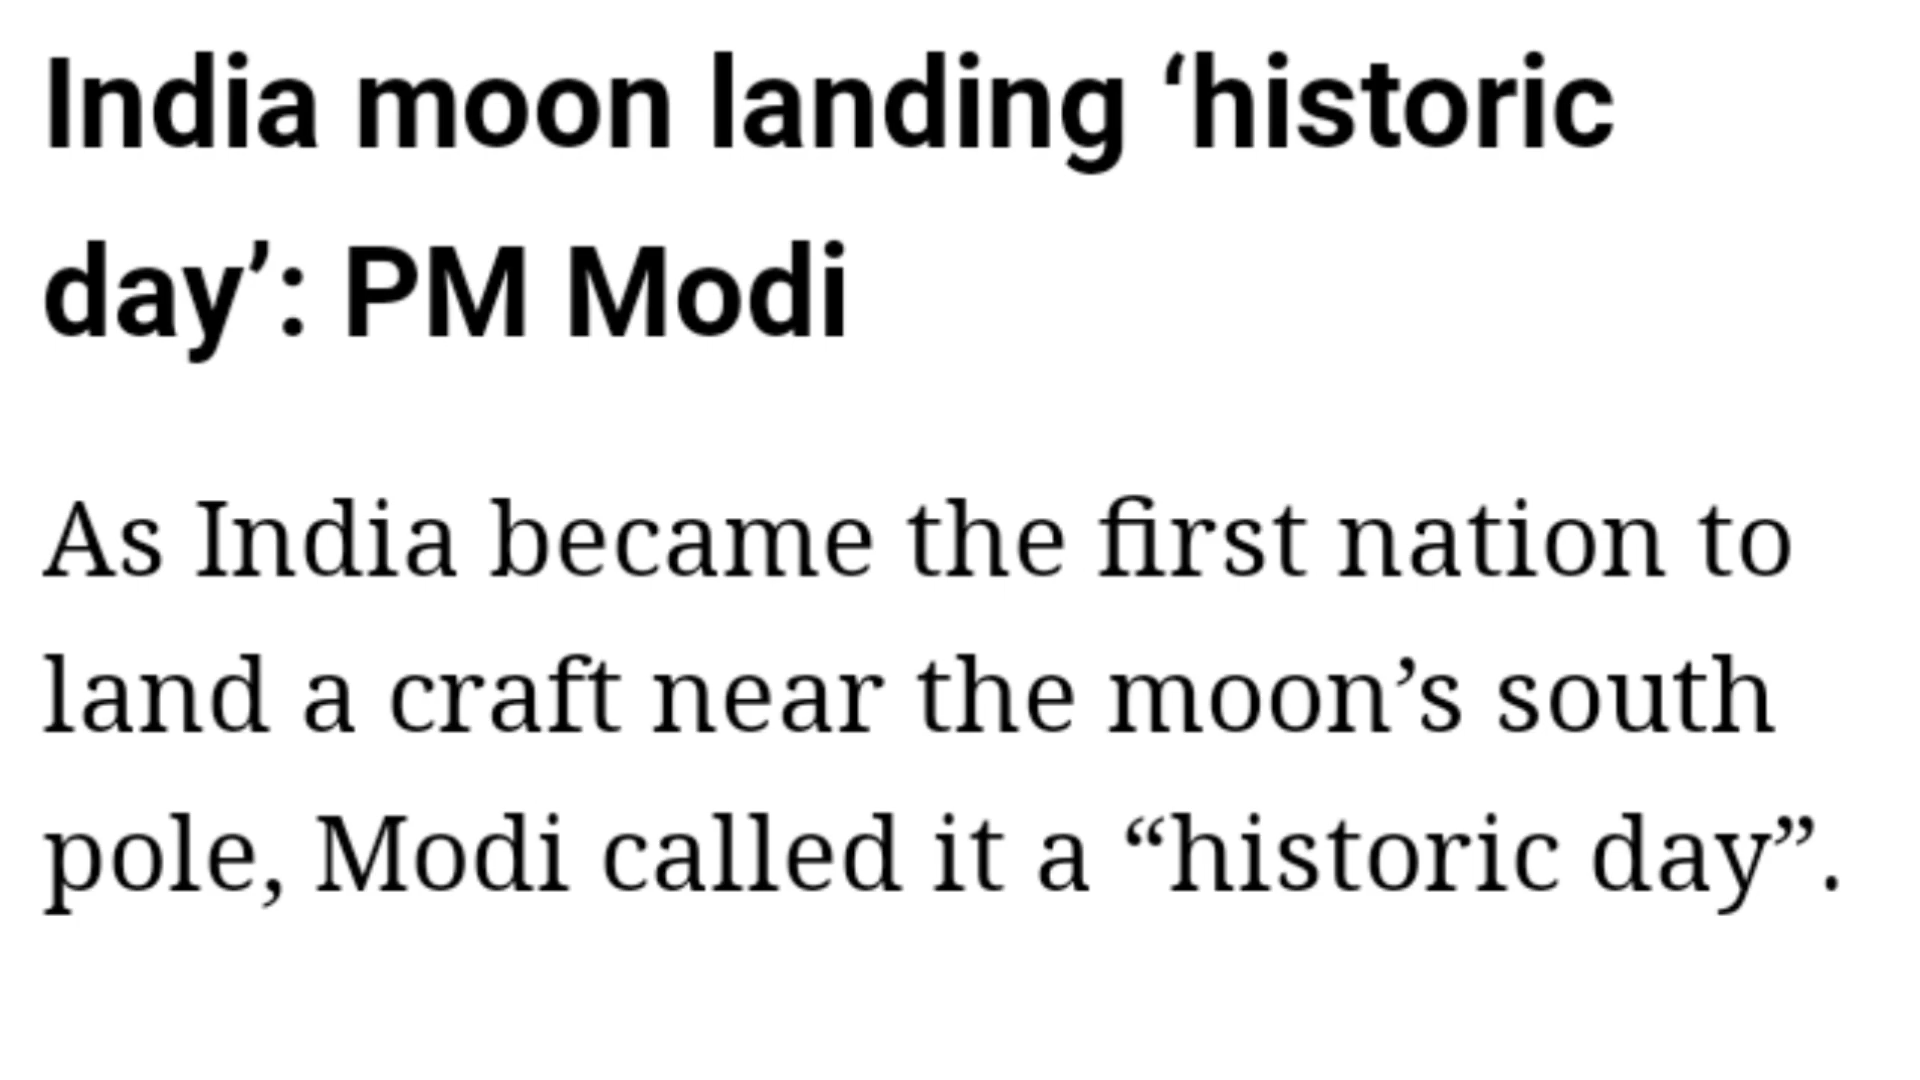 India moon landing ‘historic
day’: PM Modi
As India became the first nation to
land a craft near the moon’s south
pole, Modi called it a “historic day”.